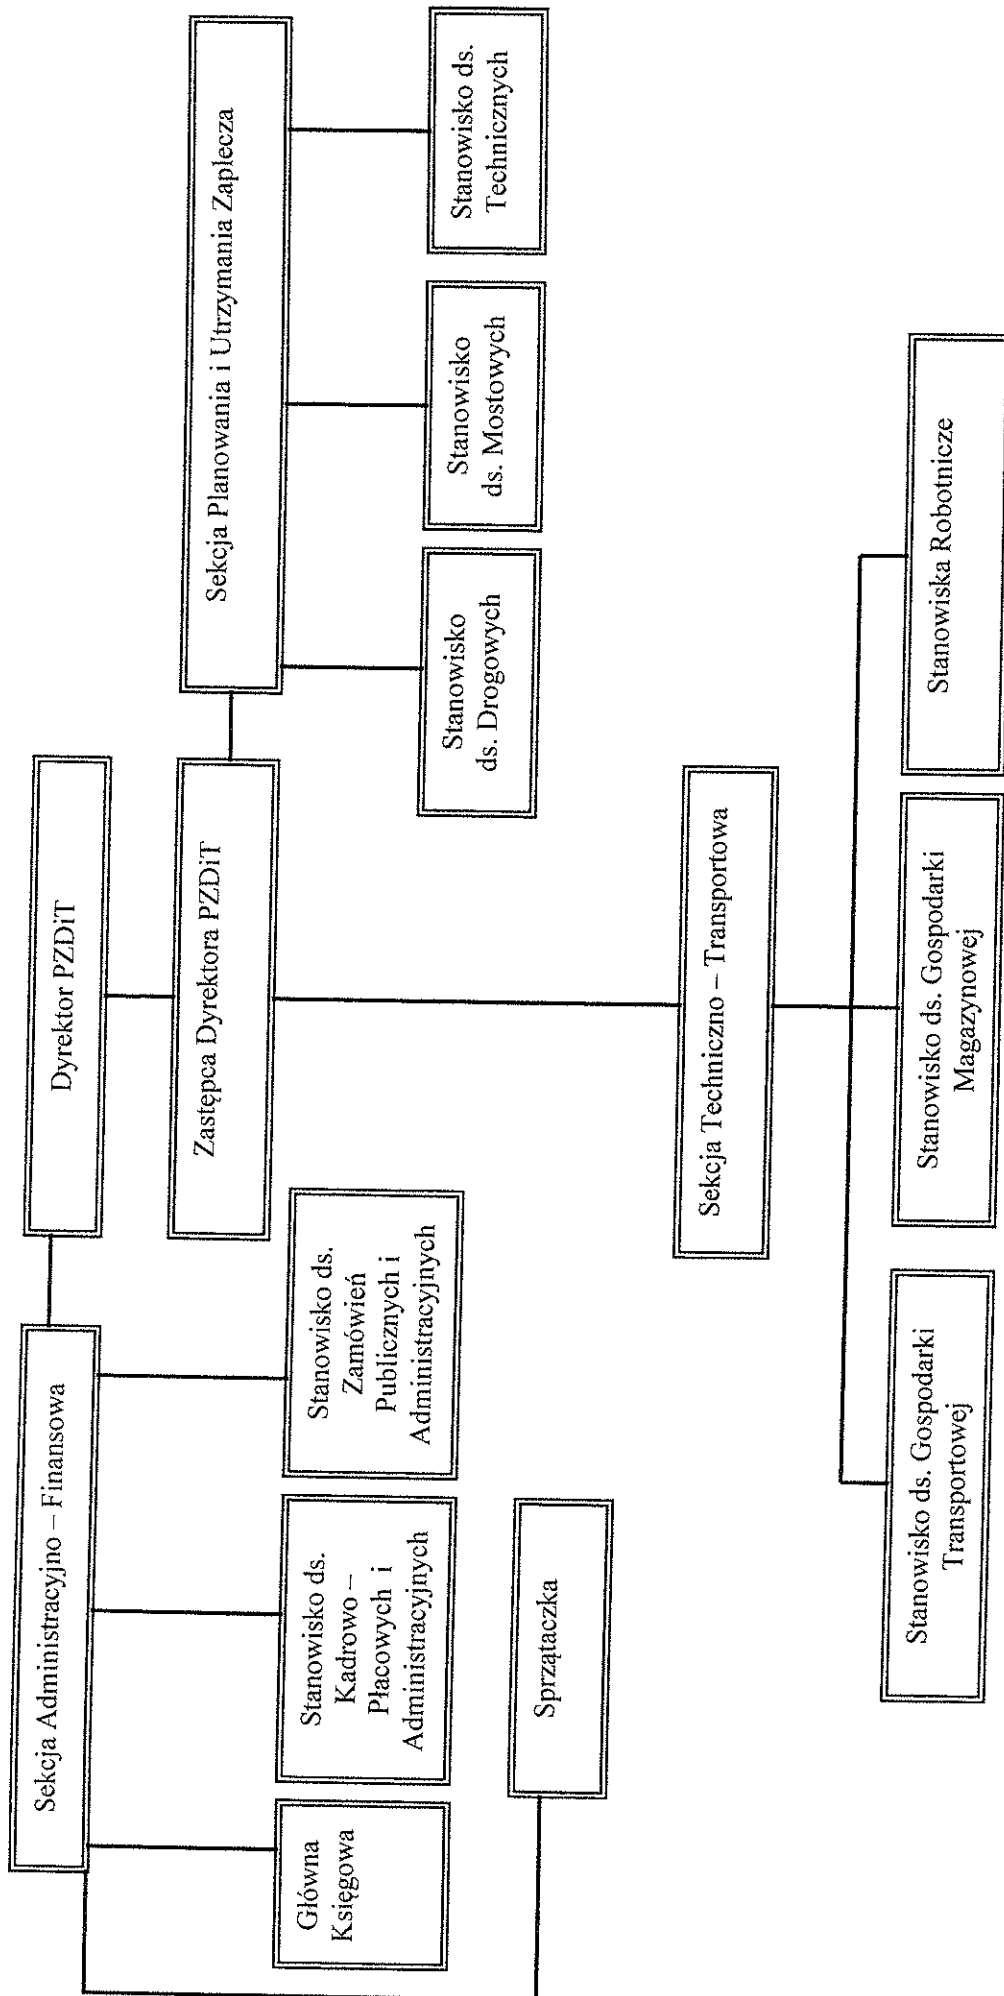 Dyrektor PZDiT
Sekcja Administracyjno – Finansowa
Zastępca Dyrektora PZDiT
Sekcja Planowania i Utrzymania Zaplecza
Główna
Księgowa
Stanowisko ds.
Kadrowo –
Płacowych i
Administracyjnych
Stanowisko ds.
Zamówień
Publicznych i
Administracyjnych
Stanowisko
ds. Drogowych
Stanowisko
ds. Mostowych
Stanowisko ds.
Technicznych
Sprzątaczka
Sekcja Techniczno – Transportowa
Stanowisko ds. Gospodarki
Transportowej
Stanowisko ds. Gospodarki
Magazynowej
Stanowiska Robotnicze